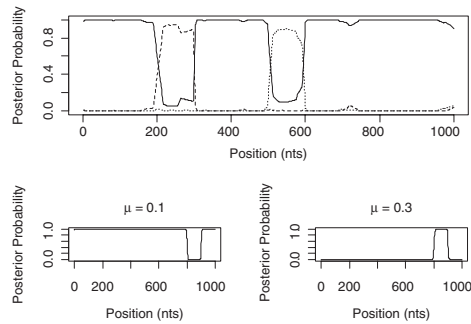 Posterior Probability
0.0 0.4 0.8
0 200 400 600 800 1000
Position (nts)
μ = 0.1
Posterior Probability
0.0 1.0
0 200 600 1000
Position (nts)
μ = 0.3
Posterior Probability
0.0 1.0
0 200 600 1000
Position (nts)